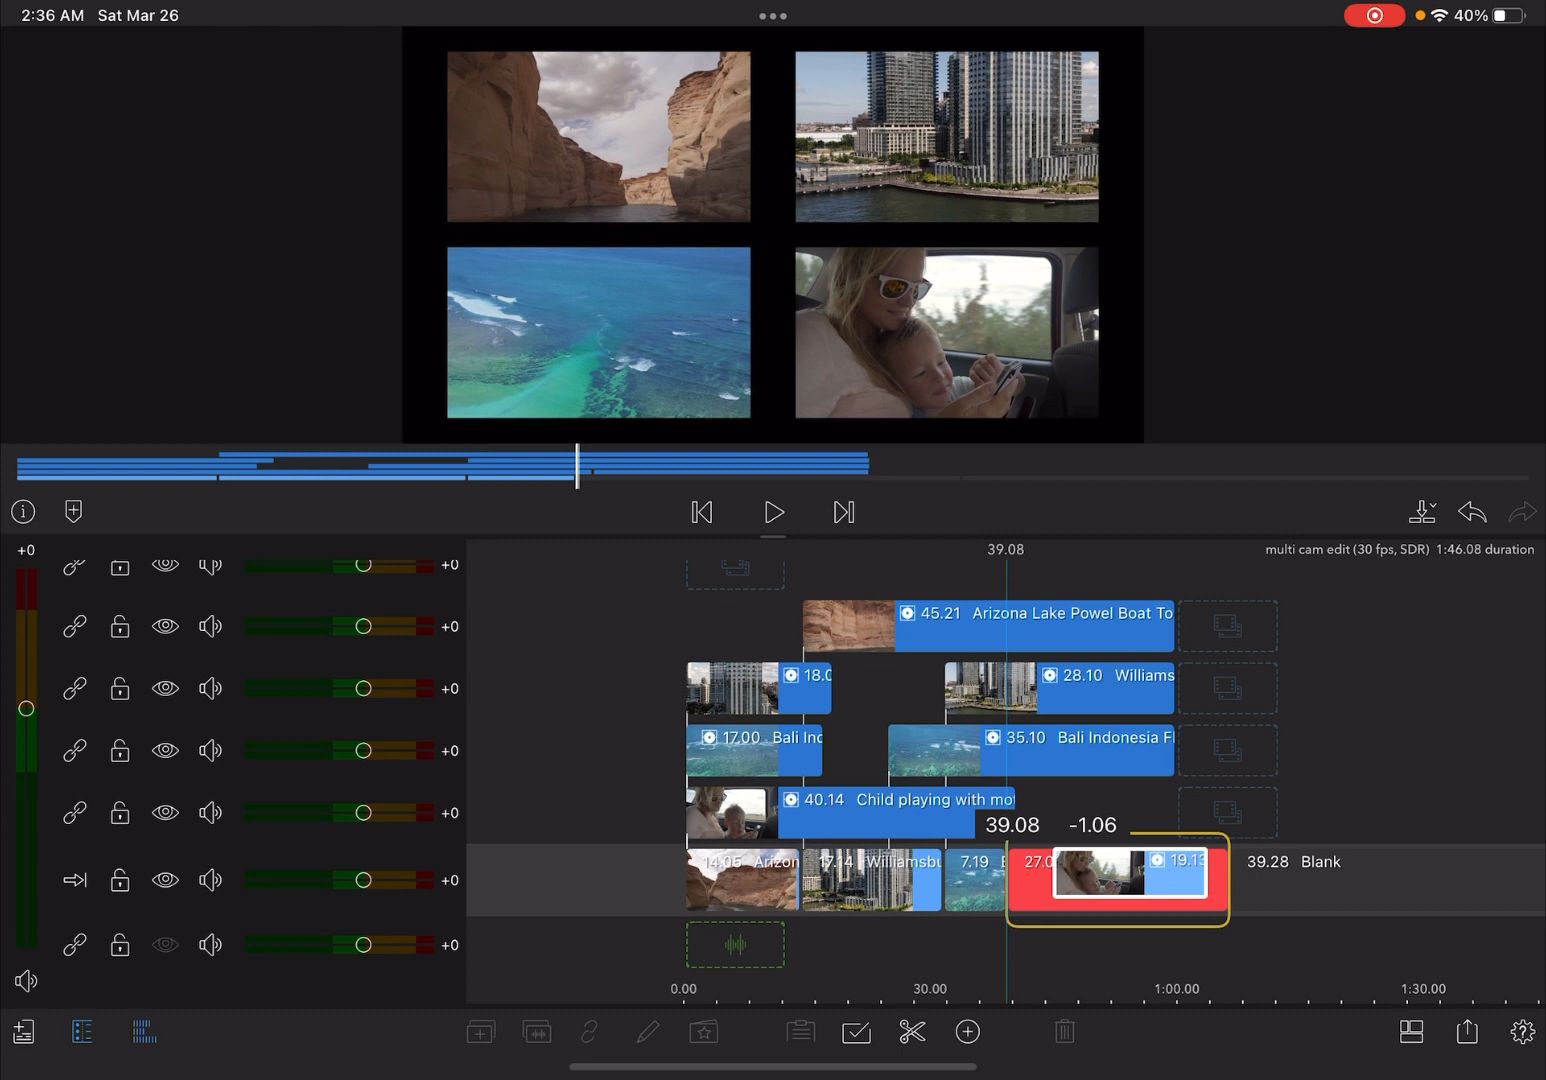 2:36 AM Sat Mar 26
40%
+0
39.08
multi cam edit (30 fps, SDR) 1:46.08 duration
+0
+0
45.21 Arizona Lake Powel Boat To
+0
28.10 Williams
+0
17.00 Bali Ind
35.10 Bali Indonesia
+0
40.14 Child playing with mo
39.08 -1.06
+0
14.05 Arizon
17.14 Williamsbu
7.19
27.0
19.13
39.28 Blank
+0
0.00
30.00
1:00.00
1:30.00